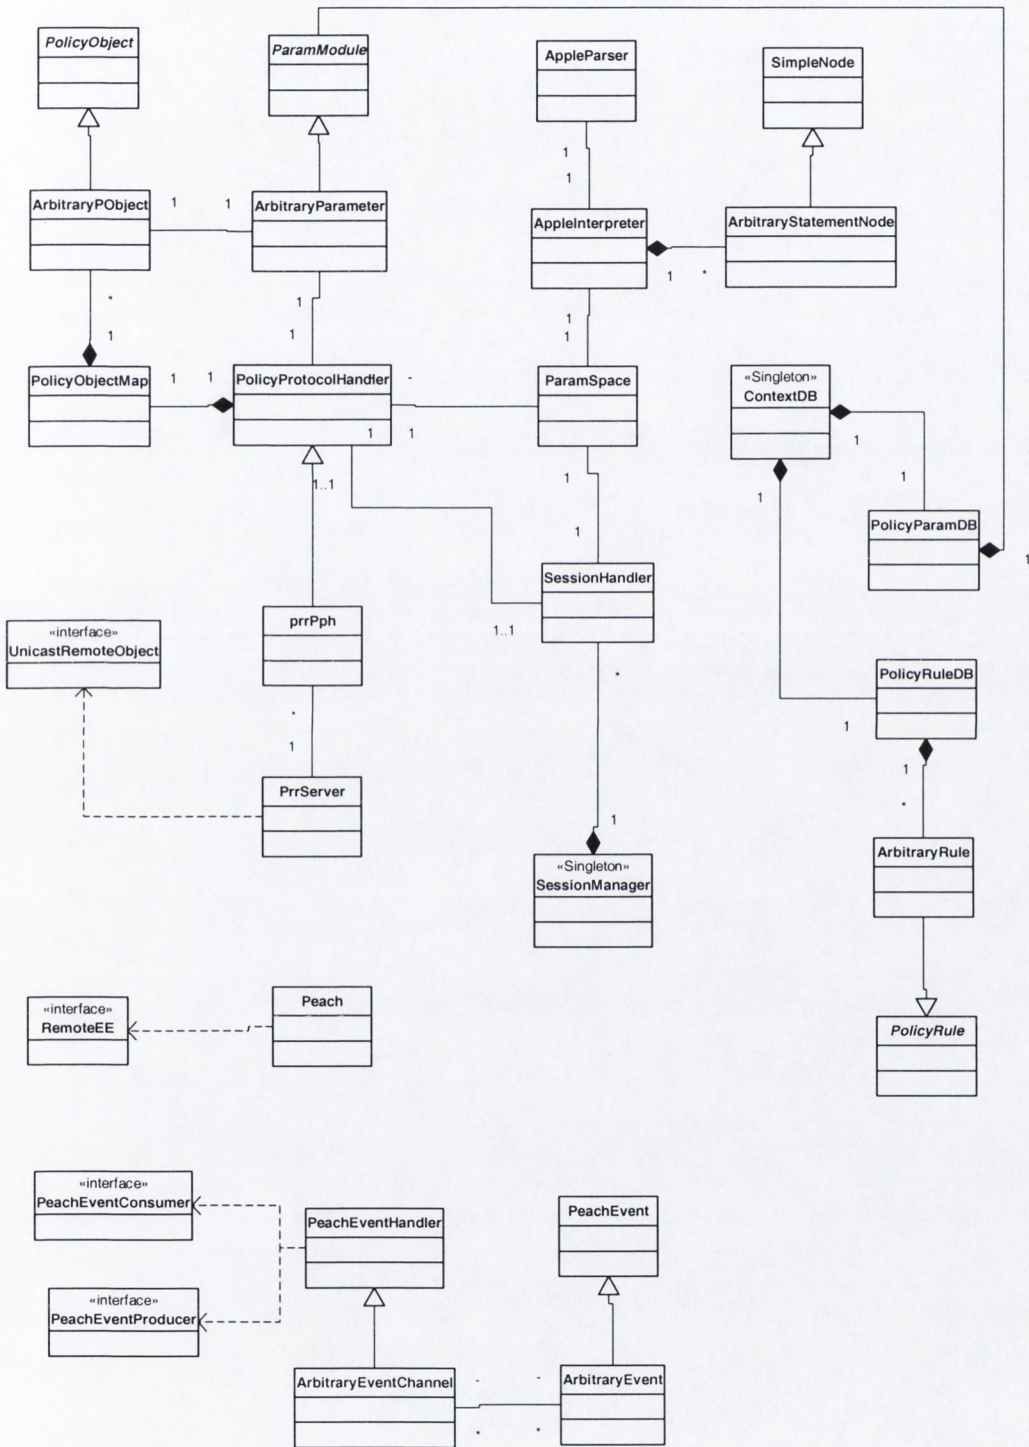 PolicyObject
ParamModule
AppleParser
SimpleNode
1
1
ArbitraryPObject
1
1
ArbitraryParameter
AppleInterpreter
ArbitraryStatementNode
1
*
*
1
1
1
1
1
PolicyObjectMap
1
1
PolicyProtocolHandler
-
1
1
ParamSpace
«Singleton»
ContextDB
1
1
1
1..1
1
1
PolicyParamDB
1
SessionHandler
1..1
prrPph
«interface»
UnicastRemoteObject
*
1
PolicyRuleDB
1
*
1
*
PrrServer
1
ArbitraryRule
«Singleton»
SessionManager
«interface»
RemoteEE
Peach
PolicyRule
«interface»
PeachEventConsumer
PeachEventHandler
PeachEvent
«interface»
PeachEventProducer
ArbitraryEventChannel
-
-
*
*
ArbitraryEvent